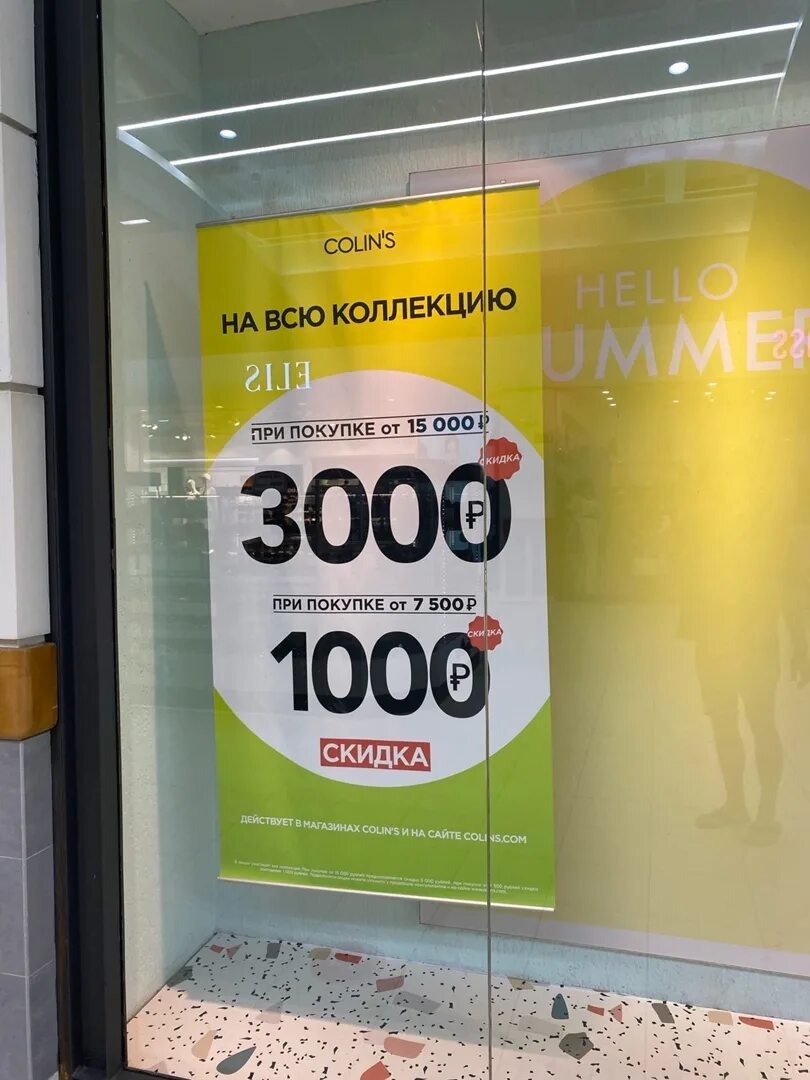 COLIN'S
НА ВСЮ КОЛЛЕКЦИЮ
HELLO
UMMER
ELIS
ПРИ ПОКУПКЕ от 15 000 ₽
СКИДКА
3000 ₽
ПРИ ПОКУПКЕ от 7 500 ₽
СКИДКА
1000 ₽
СКИДКА
ДЕЙСТВУЕТ В МАГАЗИНАХ COLIN'S И НА САЙТЕ COLINS.COM